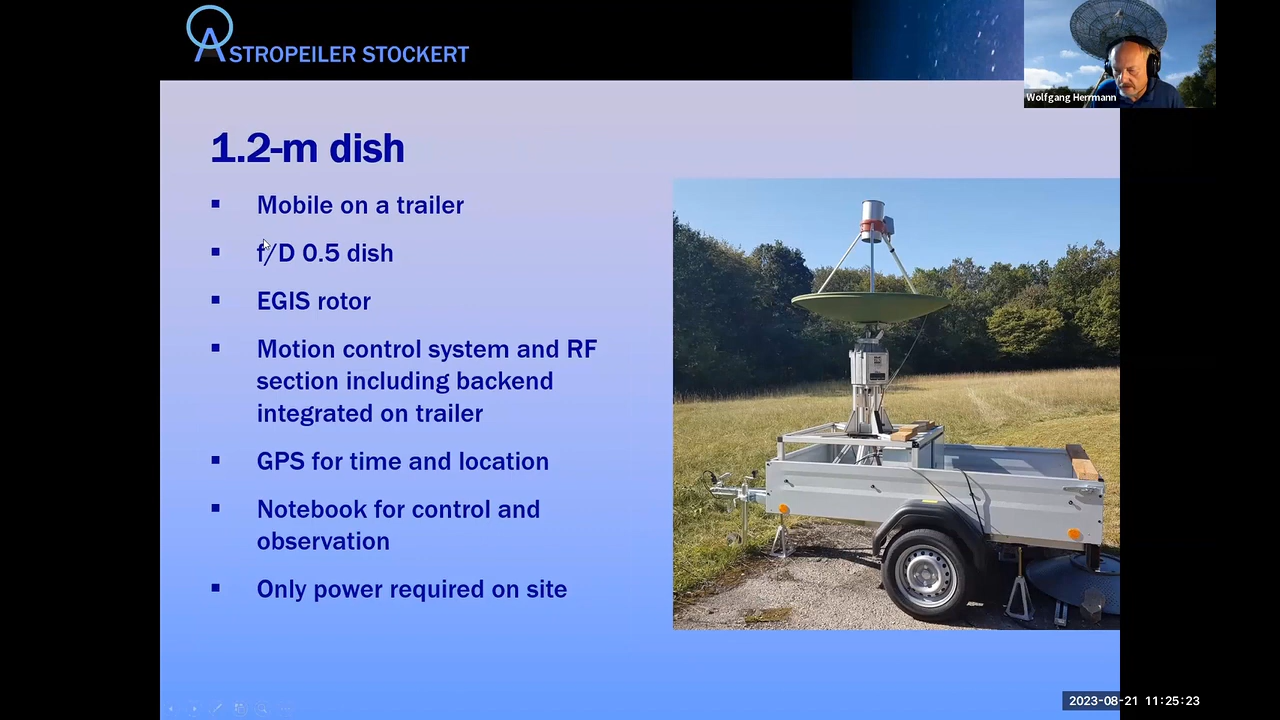 ASTROPEILER STOCKERT
Wolfgang Herrmann
1.2-m dish
Mobile on a trailer
f/D 0.5 dish
EGIS rotor
Motion control system and RF
section including backend
integrated on trailer
GPS for time and location
Notebook for control and
observation
Only power required on site
2023-08-21 11:25:23